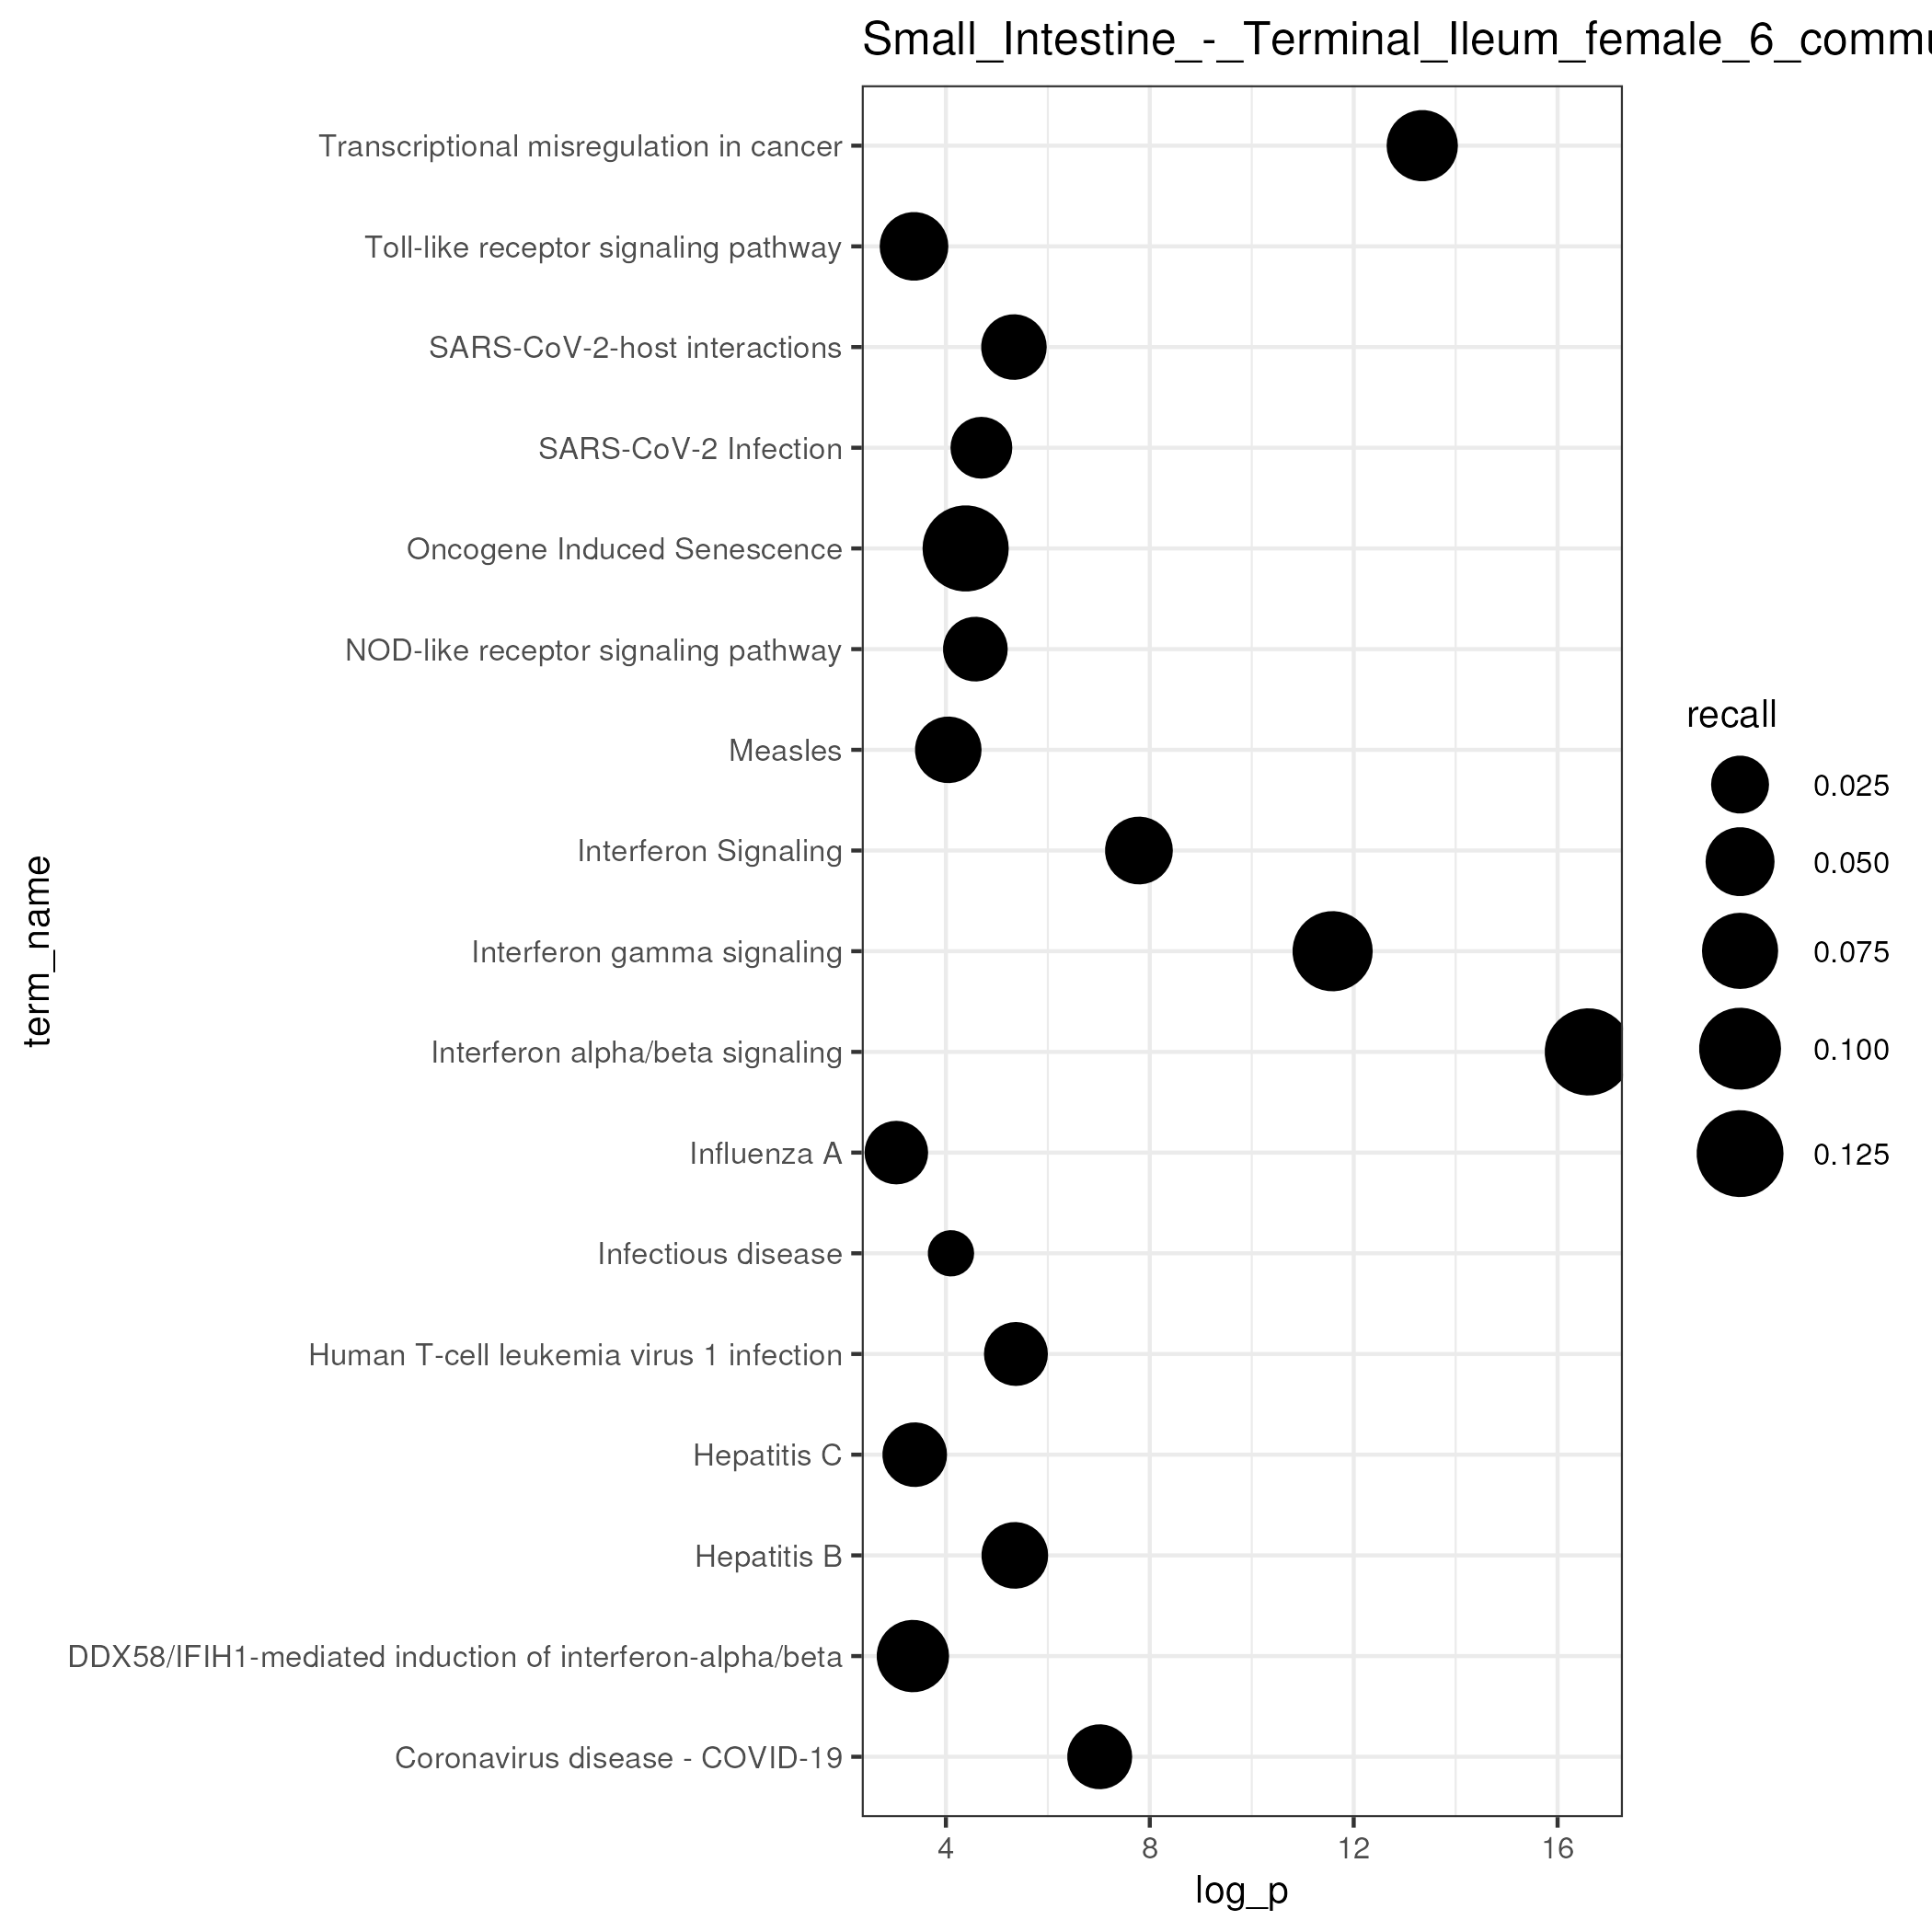 Small_Intestine_-_Terminal_Ileum_female_6_commu
Transcriptional misregulation in cancer
Toll-like receptor signaling pathway
SARS-CoV-2-host interactions
SARS-CoV-2 Infection
Oncogene Induced Senescence
NOD-like receptor signaling pathway
Measles
Interferon Signaling
Interferon gamma signaling
Interferon alpha/beta signaling
Influenza A
Infectious disease
Human T-cell leukemia virus 1 infection
Hepatitis C
Hepatitis B
DDX58/IFIH1-mediated induction of interferon-alpha/beta
Coronavirus disease - COVID-19
term_name
4 8 12 16
log_p
recall
0.025
0.050
0.075
0.100
0.125